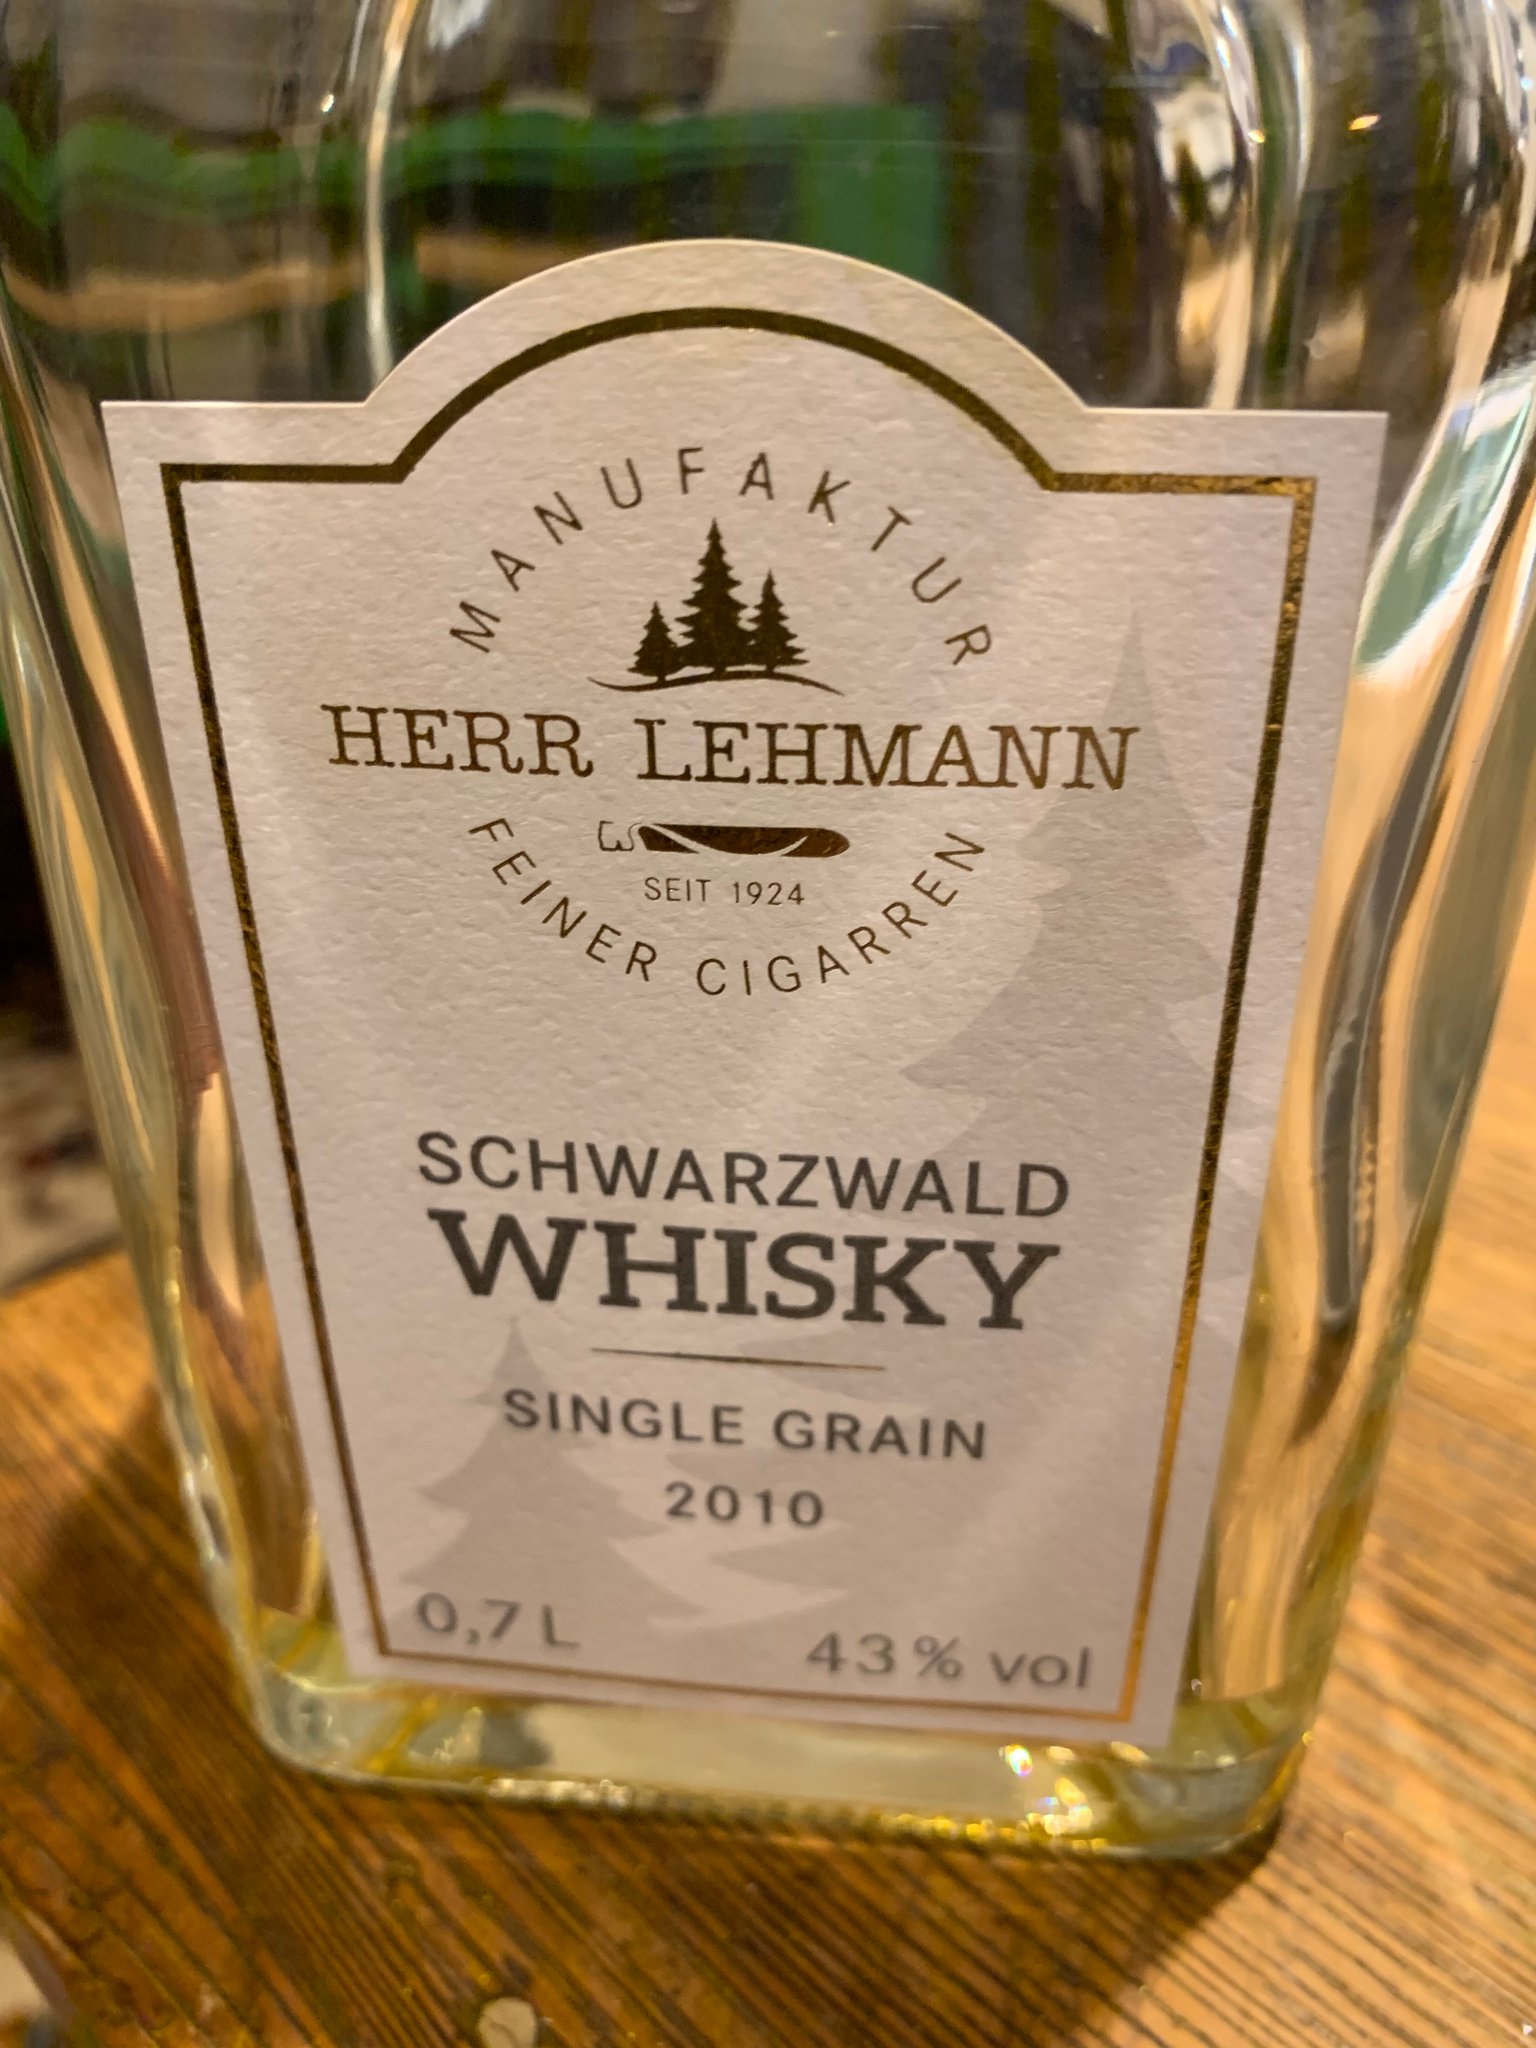 MANUFAKTUR
HERR LEHMANN
SEIT 1924
FEINER CIGARREN
SCHWARZWALD
WHISKY
SINGLE GRAIN
2010
0,7 L
43% vol